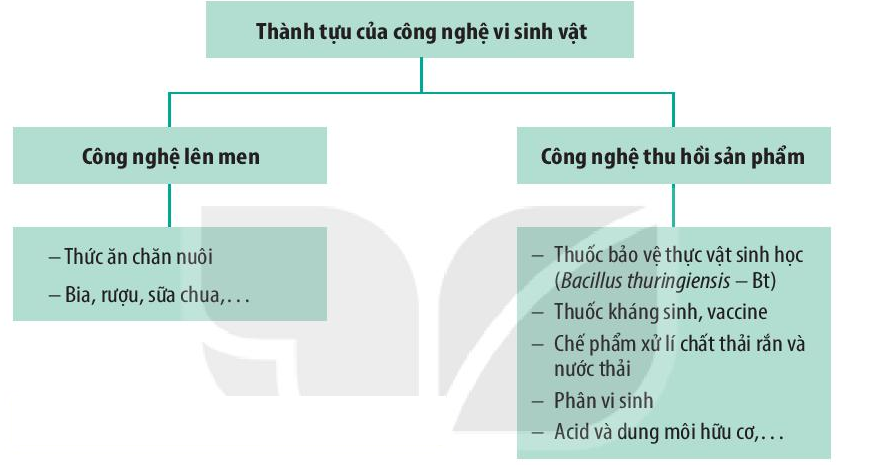 Thành tựu của công nghệ vi sinh vật
Công nghệ lên men
– Thức ăn chăn nuôi
– Bia, rượu, sữa chua,...
Công nghệ thu hồi sản phẩm
– Thuốc bảo vệ thực vật sinh học
(Bacillus thuringiensis – Bt)
– Thuốc kháng sinh, vaccine
– Chế phẩm xử lí chất thải rắn và
nước thải
– Phân vi sinh
– Acid và dung môi hữu cơ,...